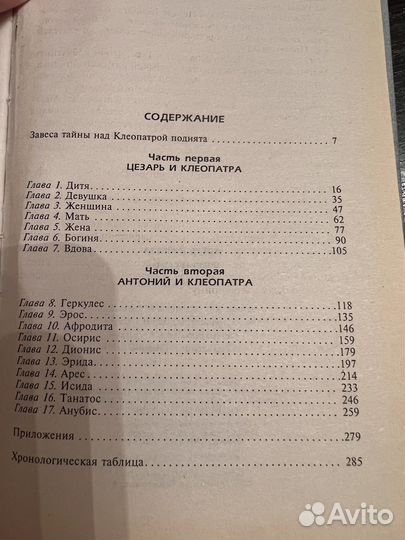 СОДЕРЖАНИЕ
Завеса тайны над Клеопатрой поднята . . . . . . . . . . . . . . . 7
Часть первая
ЦЕЗАРЬ И КЛЕОПАТРА
Глава 1. Дитя . . . . . . . . . . . . . . . 16
Глава 2. Девушка . . . . . . . . . . . . . . . 35
Глава 3. Женщина . . . . . . . . . . . . . . . 47
Глава 4. Мать . . . . . . . . . . . . . . . 62
Глава 5. Жена . . . . . . . . . . . . . . . 77
Глава 6. Богиня . . . . . . . . . . . . . . . 90
Глава 7. Вдова . . . . . . . . . . . . . . . 105
Часть вторая
АНТОНИЙ И КЛЕОПАТРА
Глава 8. Геркулес . . . . . . . . . . . . . . . 118
Глава 9. Эрос . . . . . . . . . . . . . . . 135
Глава 10. Афродита . . . . . . . . . . . . . . . 146
Глава 11. Осирис . . . . . . . . . . . . . . . 159
Глава 12. Дионис . . . . . . . . . . . . . . . 179
Глава 13. Эрида . . . . . . . . . . . . . . . 197
Глава 14. Арес . . . . . . . . . . . . . . . 214
Глава 15. Исида . . . . . . . . . . . . . . . 233
Глава 16. Танатос . . . . . . . . . . . . . . . 246
Глава 17. Анубис . . . . . . . . . . . . . . . 259
Приложения . . . . . . . . . . . . . . . 279
Хронологическая таблица . . . . . . . . . . . . . . . 285
Avito